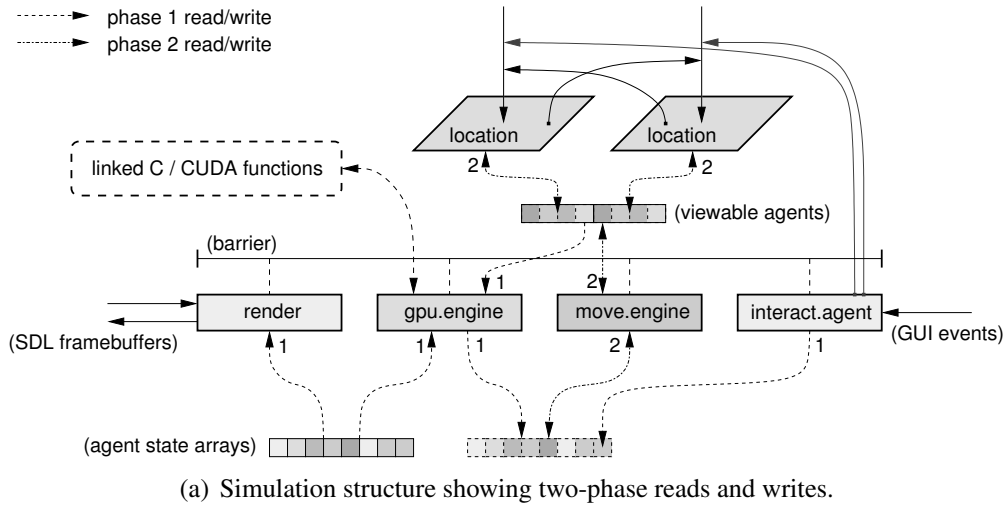 phase 1 read/write
phase 2 read/write
location
location
linked C / CUDA functions
2
2
(viewable agents)
(barrier)
1
2
render
gpu.engine
move.engine
interact.agent
(SDL framebuffers)
(GUI events)
1
1
1
2
1
(agent state arrays)
(a) Simulation structure showing two-phase reads and writes.